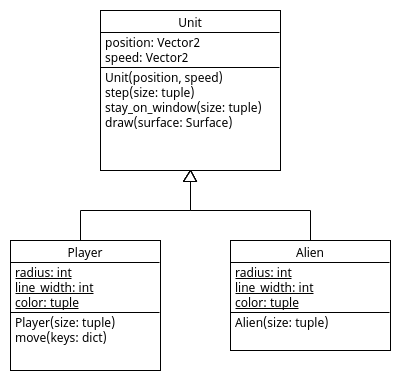 Unit
position: Vector2
speed: Vector2
Unit(position, speed)
step(size: tuple)
stay_on_window(size: tuple)
draw(surface: Surface)
Player
radius: int
line_width: int
color: tuple
Player(size: tuple)
move(keys: dict)
Alien
radius: int
line_width: int
color: tuple
Alien(size: tuple)